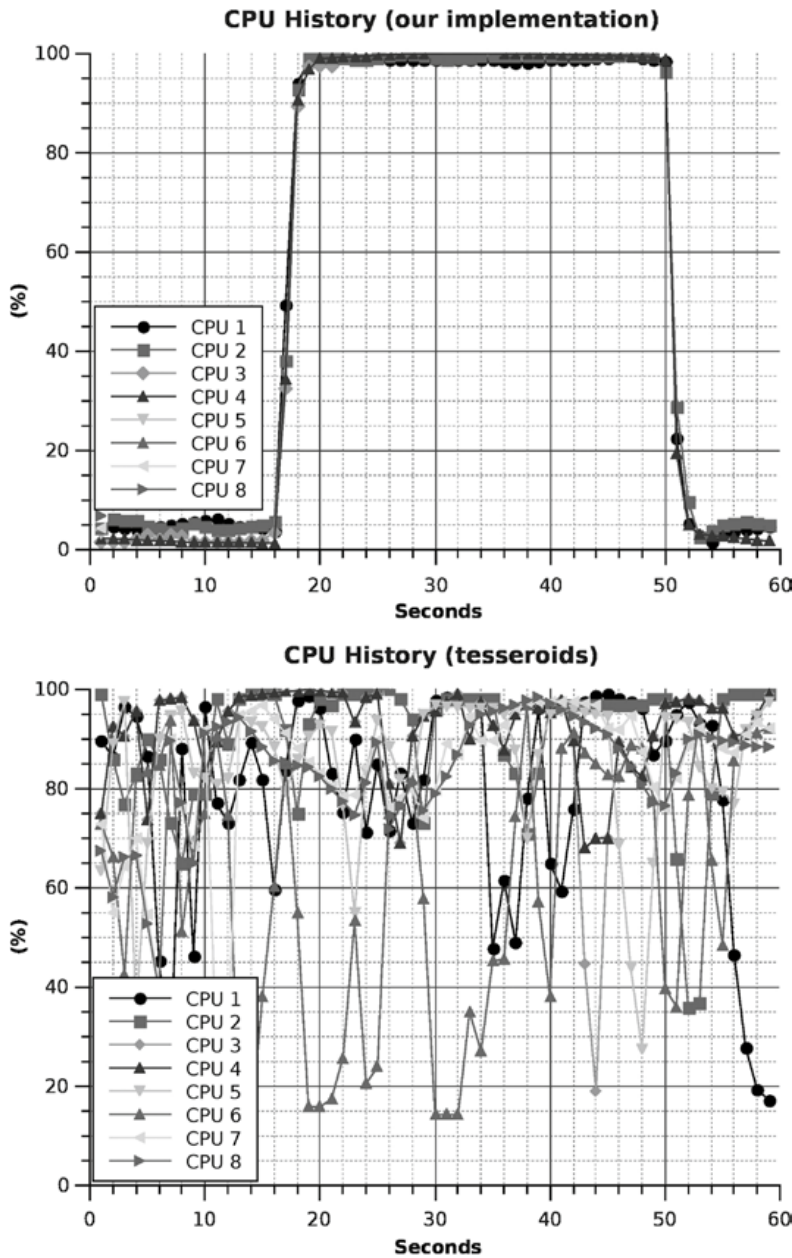 CPU History (our implementation)
100
80
60
40
20
0
(%)
CPU 1
CPU 2
CPU 3
CPU 4
CPU 5
CPU 6
CPU 7
CPU 8
0 10 20 30 40 50 60
Seconds
CPU History (tesseroids)
100
80
60
40
20
0
(%)
CPU 1
CPU 2
CPU 3
CPU 4
CPU 5
CPU 6
CPU 7
CPU 8
0 10 20 30 40 50 60
Seconds